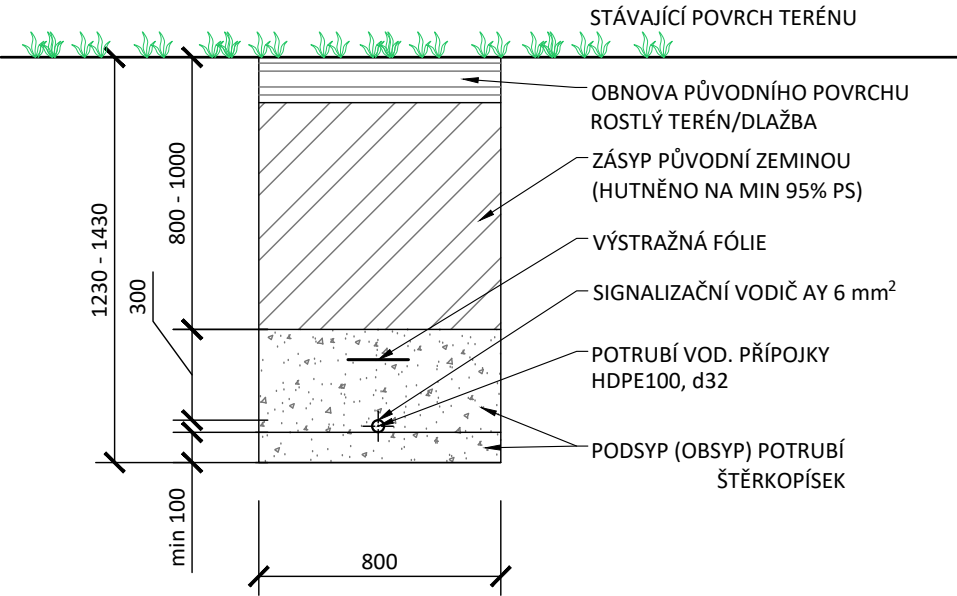 STÁVAJÍCÍ POVRCH TERÉNU
OBNOVA PŮVODNÍHO POVRCHU
ROSTLÝ TERÉN/DLAŽBA
ZÁSYP PŮVODNÍ ZEMINOU
(HUTNĚNO NA MIN 95% PS)
VÝSTRAŽNÁ FÓLIE
SIGNALIZAČNÍ VODIČ AY 6 mm²
POTRUBÍ VOD. PŘÍPOJKY
HDPE100, d32
PODSYP (OBSYP) POTRUBÍ
ŠTĚRKOPÍSEK
1230 - 1430
800 - 1000
300
min 100
800